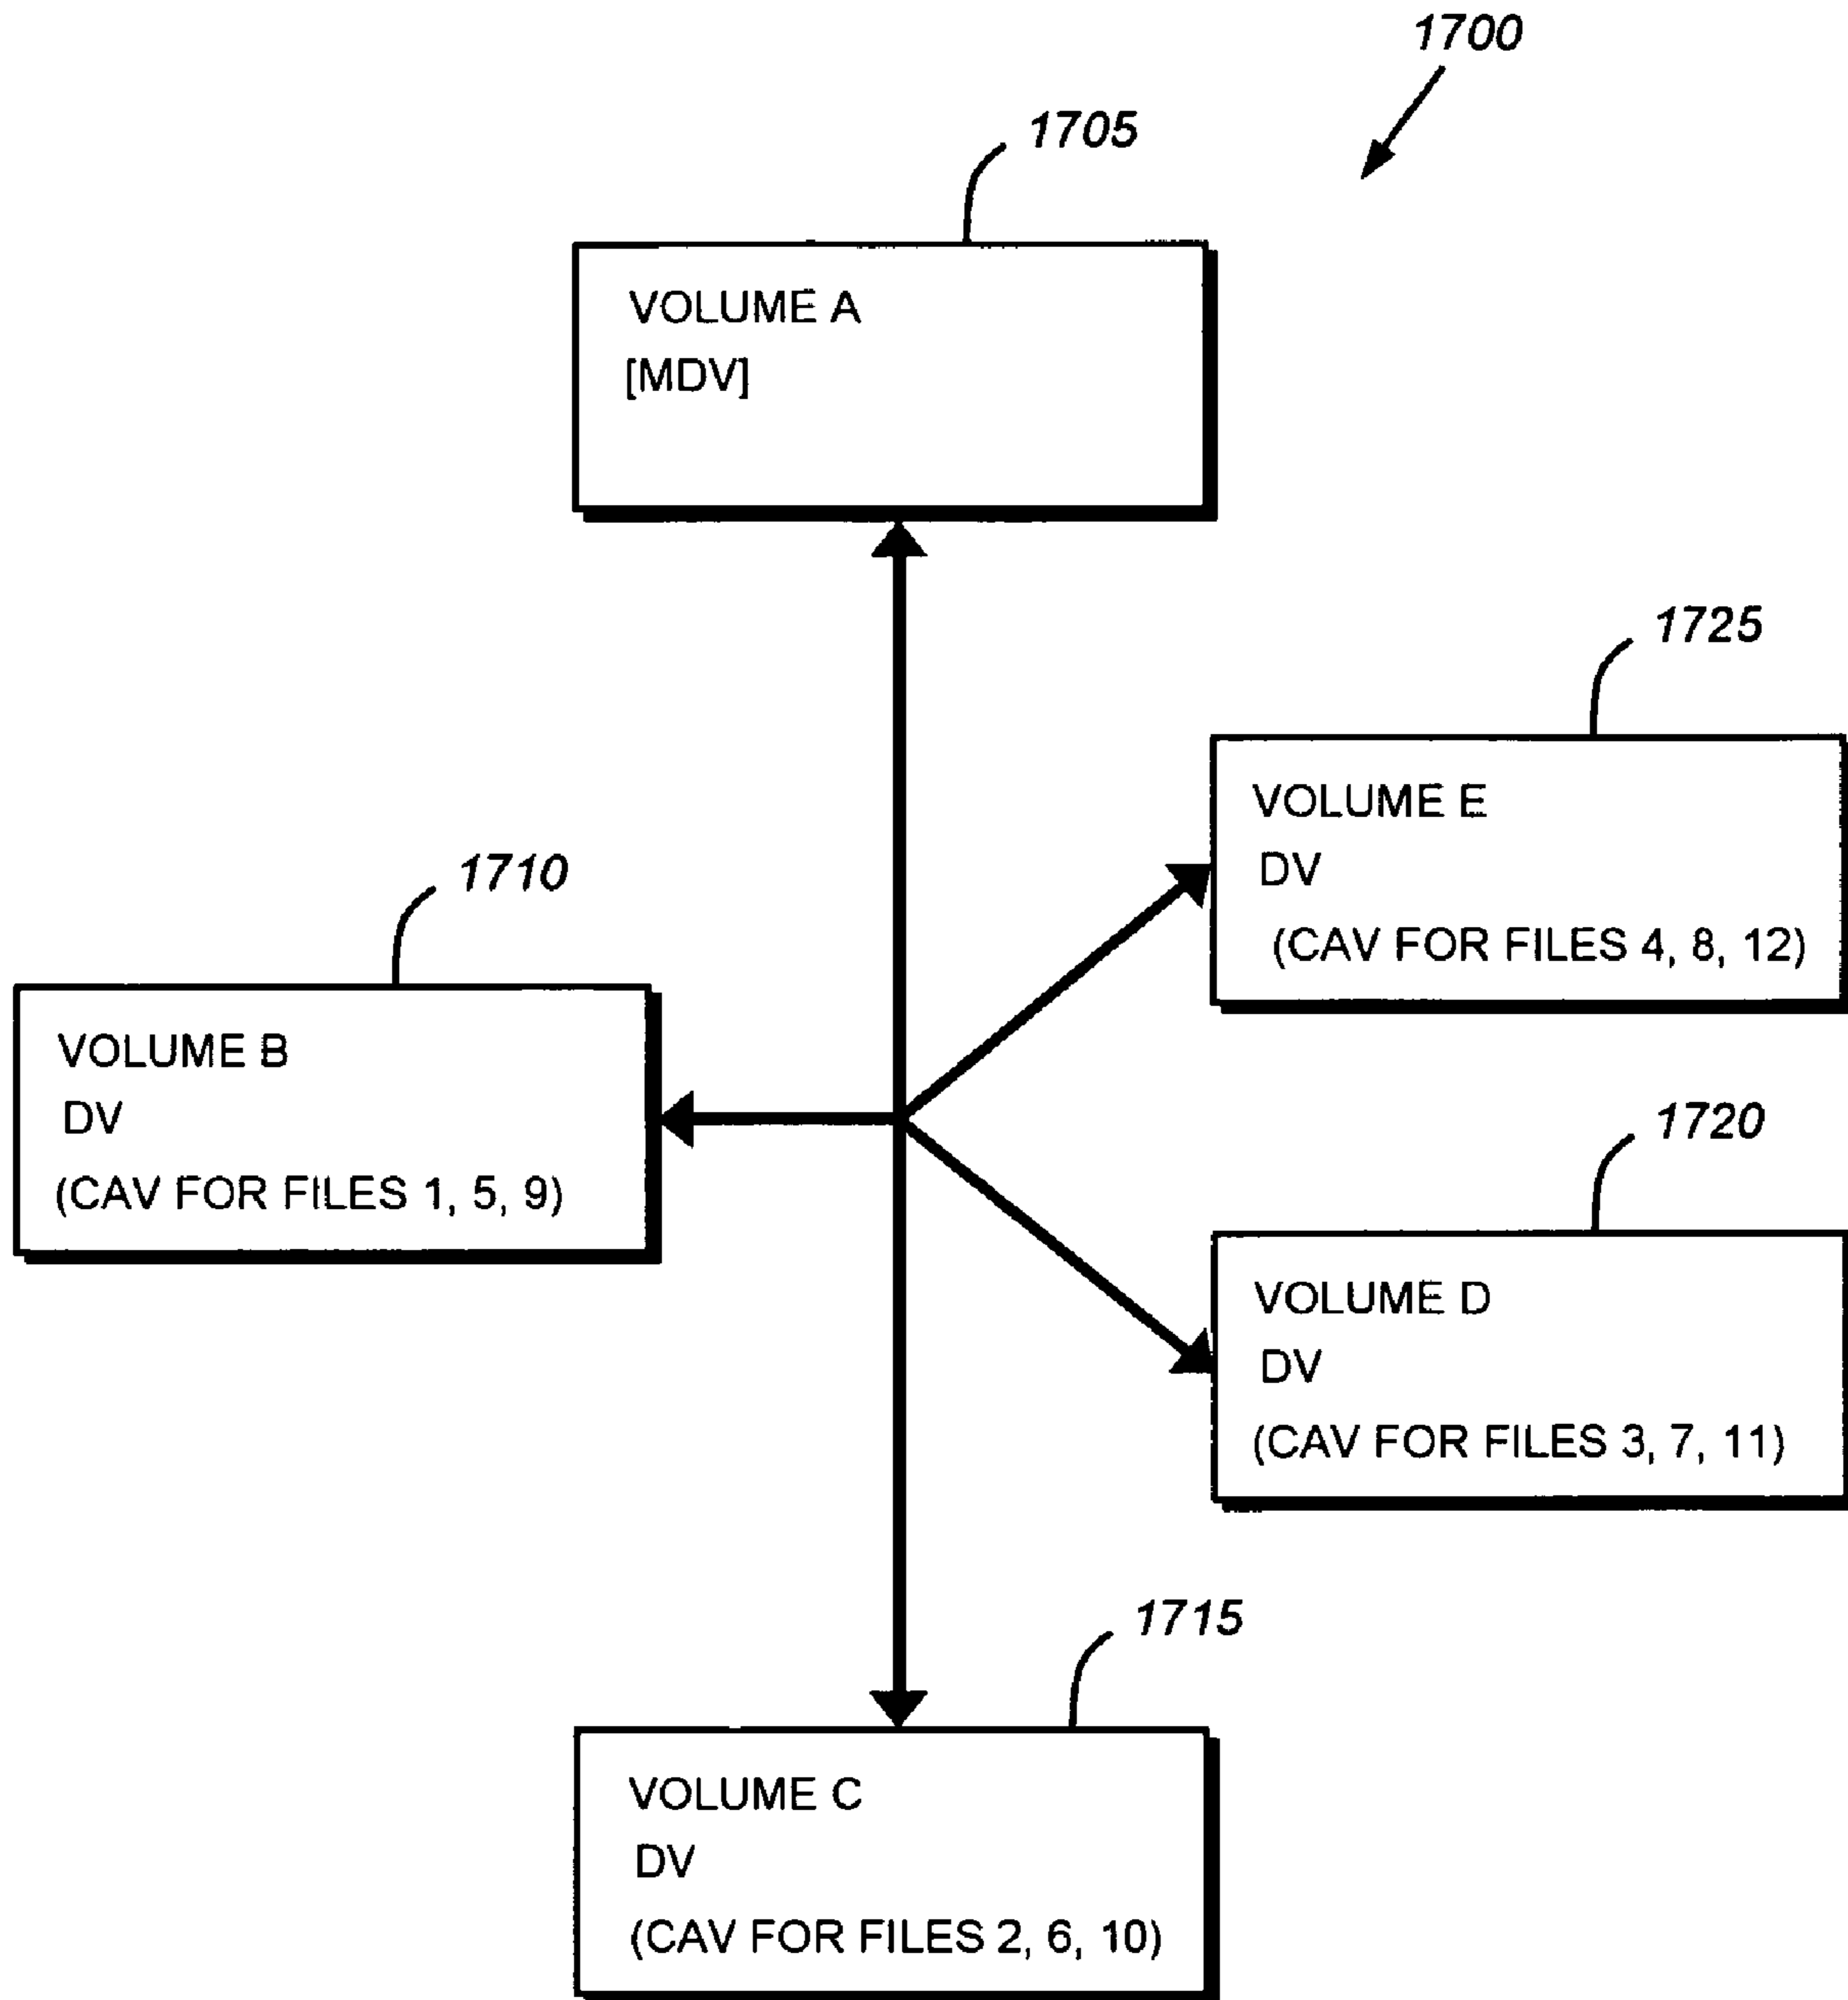 1700
1705
VOLUME A
[MDV]
1725
VOLUME E
DV
(CAV FOR FILES 4, 8, 12)
1710
VOLUME B
DV
(CAV FOR FILES 1, 5, 9)
1720
VOLUME D
DV
(CAV FOR FILES 3, 7, 11)
1715
VOLUME C
DV
(CAV FOR FILES 2, 6, 10)